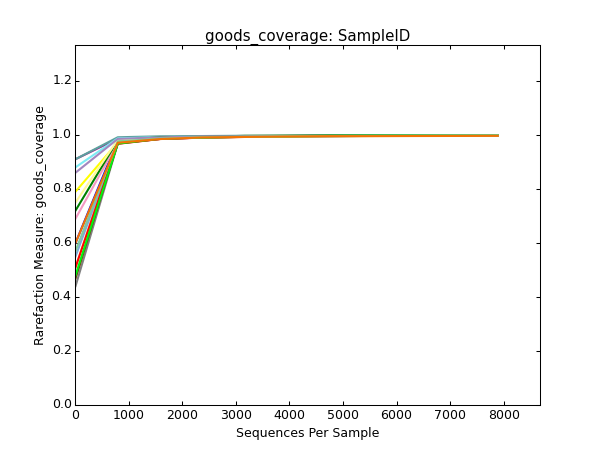 goods_coverage: SampleID
1.2
1.0
0.8
0.6
0.4
0.2
0.0
Rarefaction Measure: goods_coverage
0 1000 2000 3000 4000 5000 6000 7000 8000
Sequences Per Sample